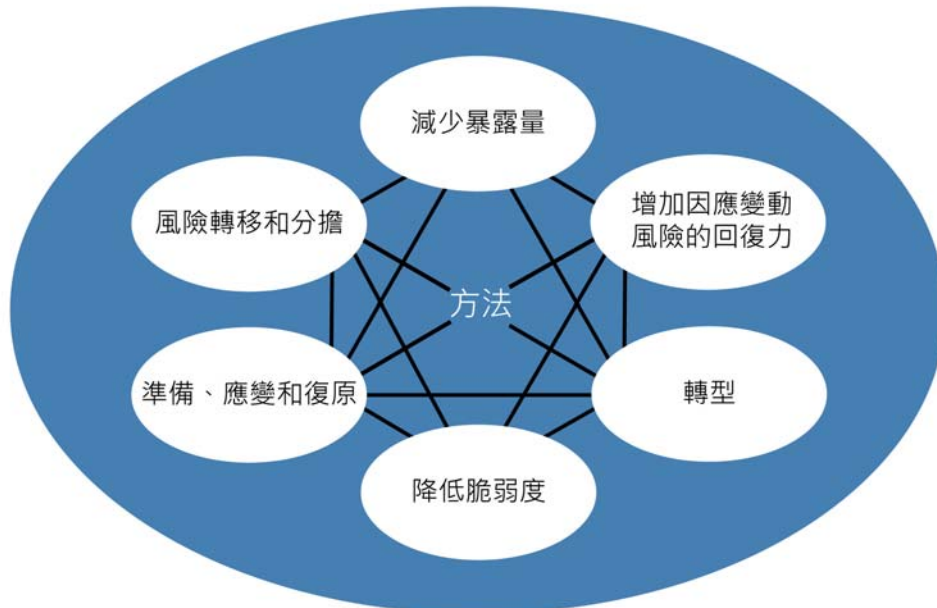 減少暴露量
風險轉移和分擔
增加因應變動
風險的回復力
方法
準備、應變和復原
轉型
降低脆弱度